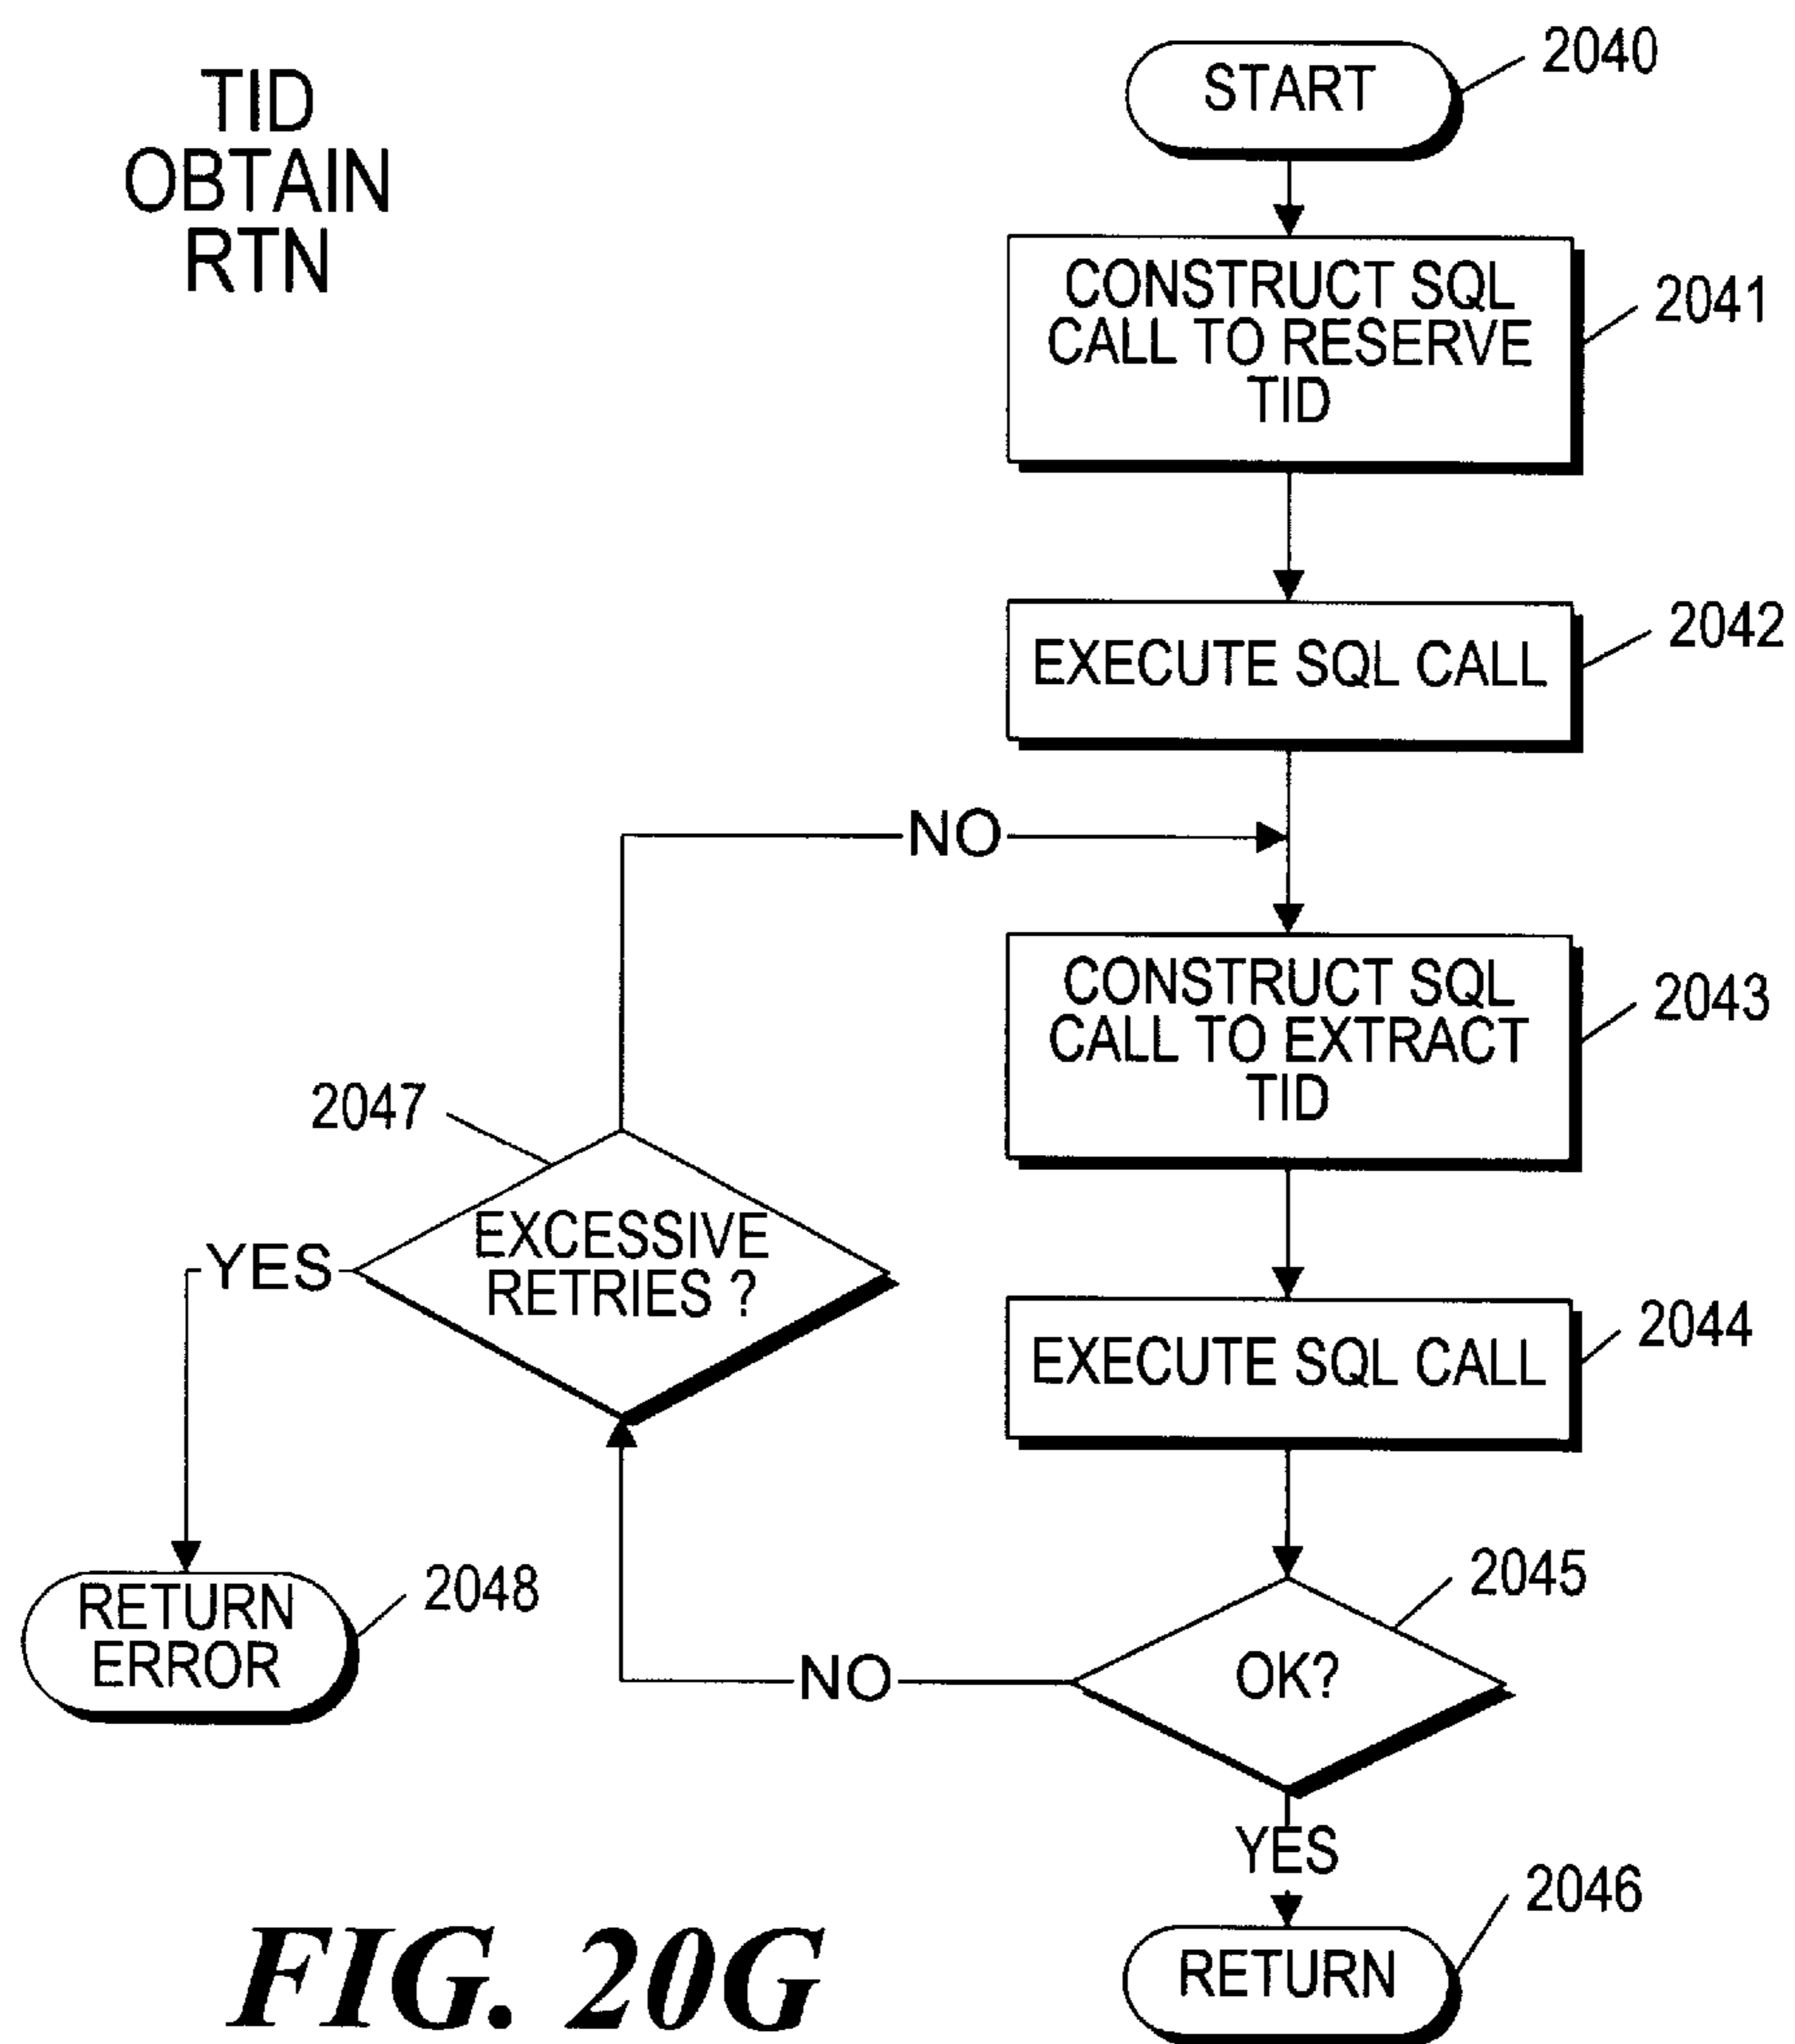 TID
OBTAIN
RTN
START
2040
CONSTRUCT SQL
CALL TO RESERVE
TID
2041
EXECUTE SQL CALL
2042
NO
CONSTRUCT SQL
CALL TO EXTRACT
TID
2043
2047
EXCESSIVE
RETRIES ?
YES
EXECUTE SQL CALL
2044
RETURN
ERROR
2048
OK?
2045
NO
YES
RETURN
2046
FIG. 20G